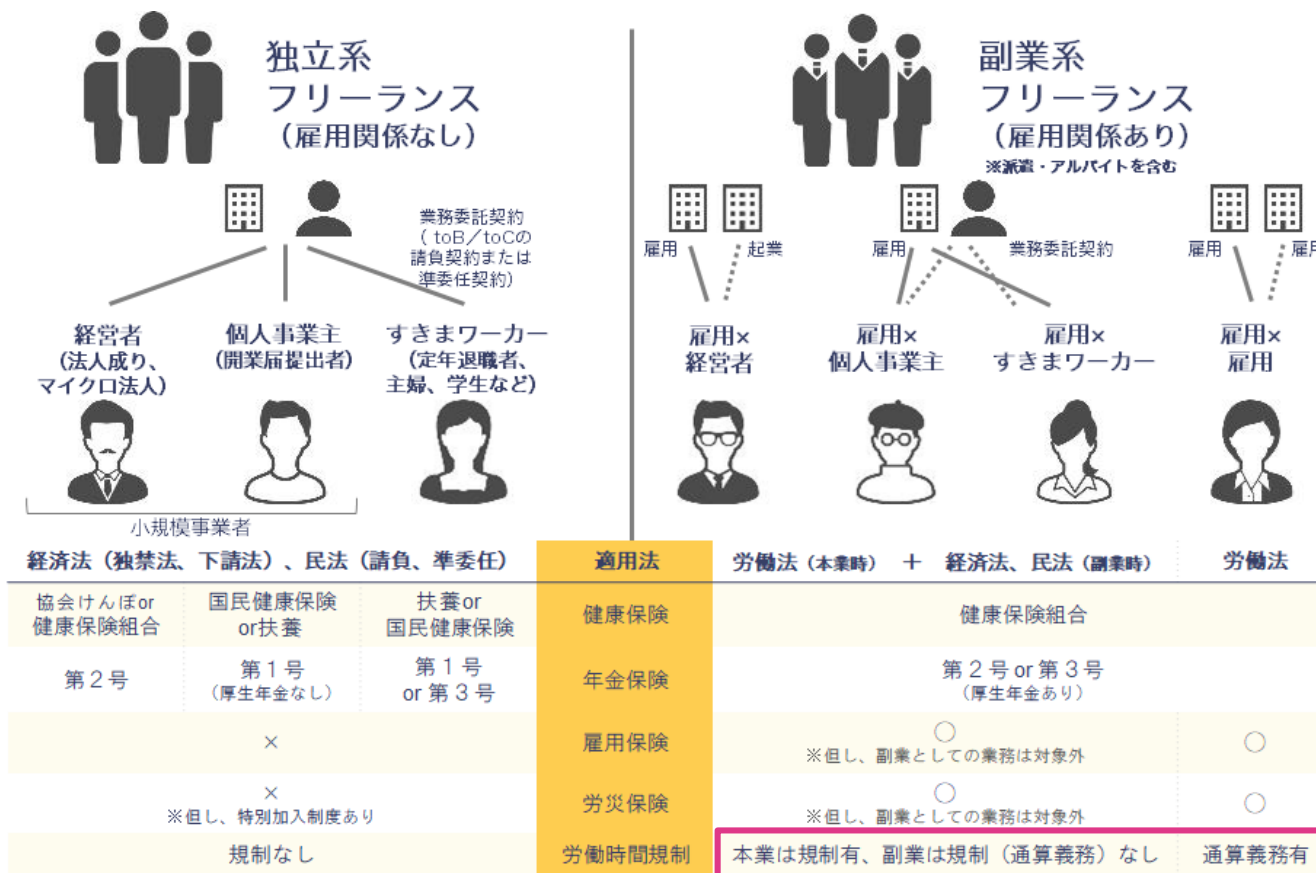 独立系
フリーランス
（雇用関係なし）
業務委託契約
（ toB／toCの
請負契約または
準委任契約）
経営者
（法人成り、
マイクロ法人）
個人事業主
（開業届提出者）
すきまワーカー
（定年退職者、
主婦、学生など）
小規模事業者
副業系
フリーランス
（雇用関係あり）
※派遣・アルバイトを含む
雇用
起業
雇用
業務委託契約
雇用
雇用
雇用×
経営者
雇用×
個人事業主
雇用×
すきまワーカー
雇用×
雇用
経済法（独禁法、下請法）、民法（請負、準委任）
適用法
労働法（本業時） ＋ 経済法、民法（副業時）
労働法
協会けんぽor
健康保険組合
国民健康保険
or扶養
扶養or
国民健康保険
健康保険
健康保険組合
第２号
第１号
（厚生年金なし）
第１号
or 第３号
年金保険
第２号 or 第３号
（厚生年金あり）
×
雇用保険
○
※但し、副業としての業務は対象外
○
×
※但し、特別加入制度あり
労災保険
○
※但し、副業としての業務は対象外
○
規制なし
労働時間規制
本業は規制有、副業は規制（通算義務）なし
通算義務有